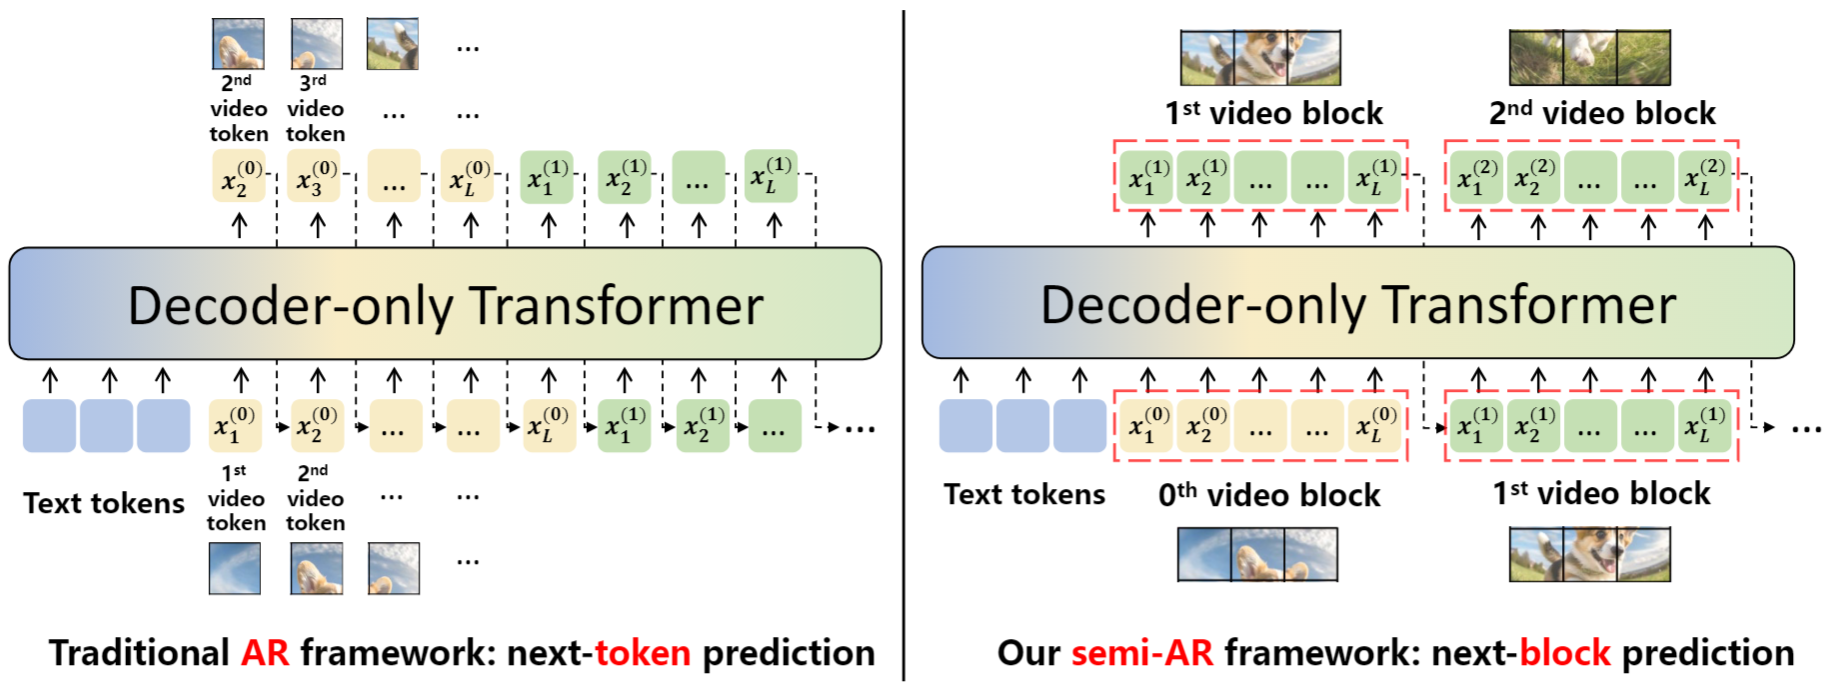 2nd video token
3rd video token
...
... ...
x_2^(0) x_3^(0) ... x_L^(0) x_1^(1) x_2^(1) ... x_L^(1)
Decoder-only Transformer
x_1^(0) x_2^(0) ... ... x_L^(0) x_1^(1) x_2^(1) ... ...
Text tokens
1st video token
2nd video token
... ...
...
Traditional AR framework: next-token prediction
1st video block
2nd video block
x_1^(1) x_2^(1) ... ... x_L^(1)
x_1^(2) x_2^(2) ... ... x_L^(2)
Decoder-only Transformer
x_1^(0) x_2^(0) ... ... x_L^(0)
x_1^(1) x_2^(1) ... ... x_L^(1)
...
Text tokens
0th video block
1st video block
Our semi-AR framework: next-block prediction